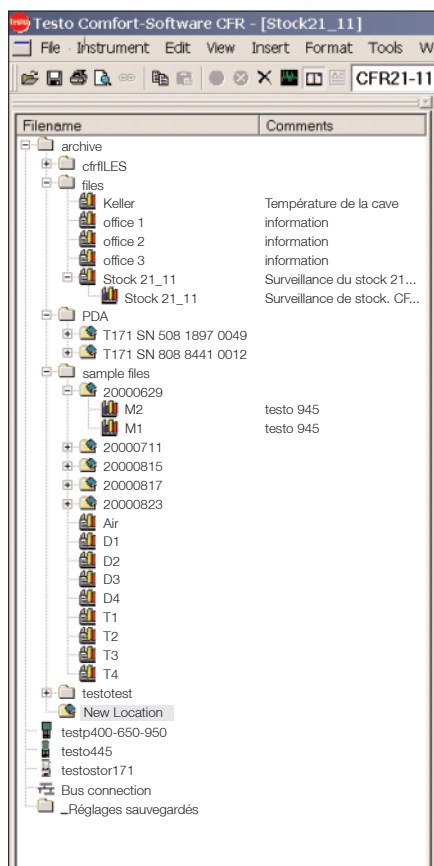 testo Testo Comfort-Software CFR - [Stock21_11]
File Instrument Edit View Insert Format Tools W
CFR21-11
Filename Comments
archive
cfrfILES
files
Keller Température de la cave
office 1 information
office 2 information
office 3 information
Stock 21_11 Surveillance du stock 21...
Stock 21_11 Surveillance de stock. CF...
PDA
T171 SN 508 1897 0049
T171 SN 808 8441 0012
sample files
20000629
M2 testo 945
M1 testo 945
20000711
20000815
20000817
20000823
Air
D1
D2
D3
D4
T1
T2
T3
T4
testotest
New Location
testp400-650-950
testo445
testostor171
Bus connection
_Réglages sauvegardés